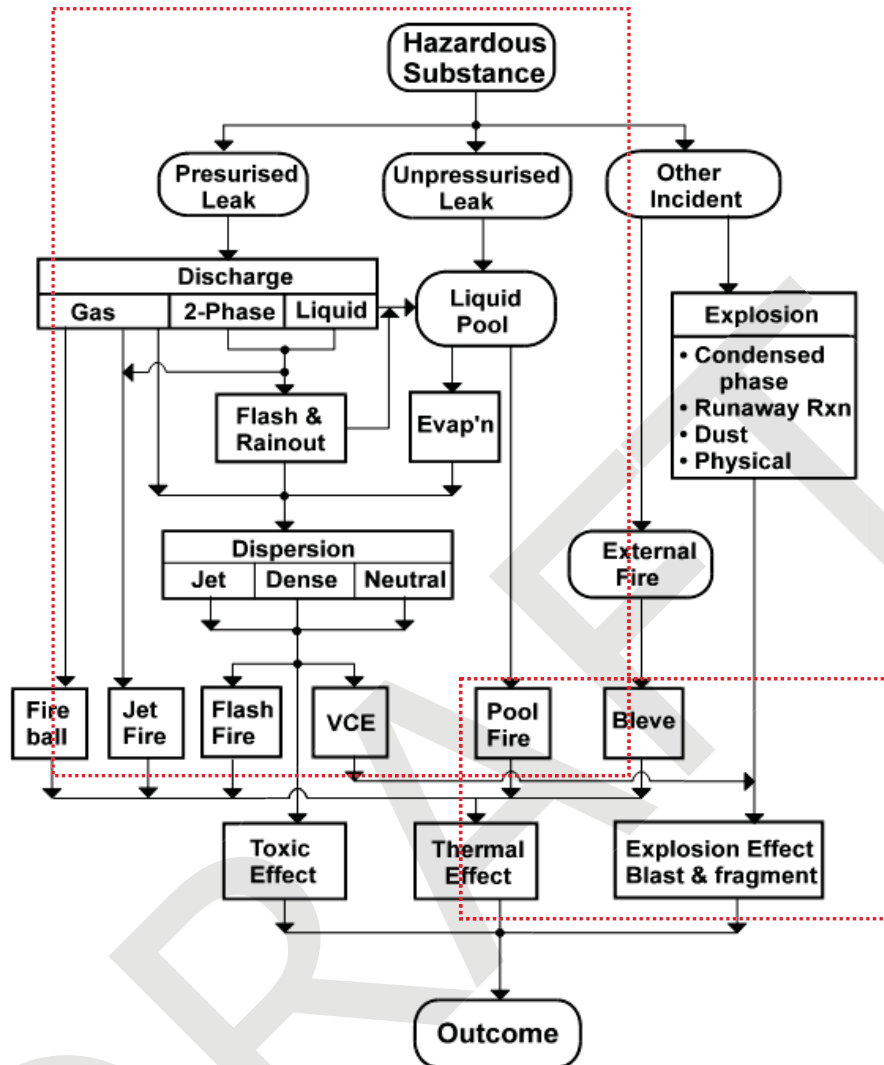 Hazardous
Substance
Presurised
Leak
Unpressurised
Leak
Other
Incident
Discharge
Gas
2-Phase
Liquid
Liquid
Pool
Explosion
• Condensed
phase
• Runaway Rxn
• Dust
• Physical
Flash &
Rainout
Evap'n
Dispersion
Jet
Dense
Neutral
External
Fire
Fire
ball
Jet
Fire
Flash
Fire
VCE
Pool
Fire
Bleve
Toxic
Effect
Thermal
Effect
Explosion Effect
Blast & fragment
Outcome
DRAFT